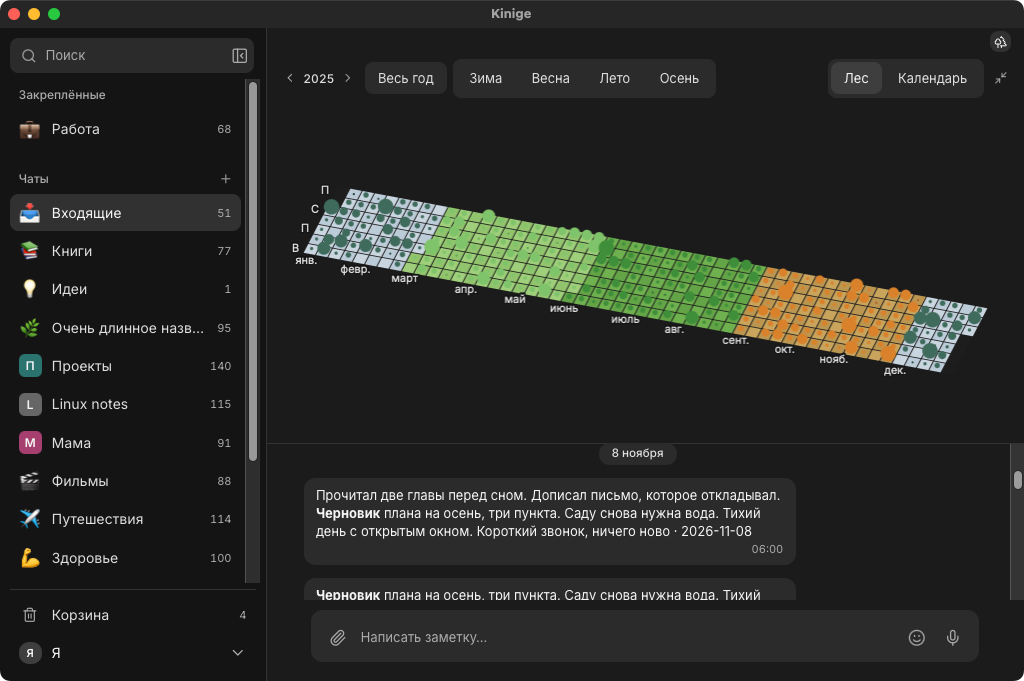 Kinige
Поиск
Закреплённые
Работа 68
Чаты
Входящие 51
Книги 77
Идеи 1
Очень длинное назв... 95
П Проекты 140
L Linux notes 115
М Мама 91
Фильмы 88
Путешествия 114
Здоровье 100
Корзина 4
Я Я
2025
Весь год
Зима Весна Лето Осень
Лес Календарь
П
С
П
В
янв.
февр.
март
апр.
май
июнь
июль
авг.
сент.
окт.
нояб.
дек.
8 ноября
Прочитал две главы перед сном. Дописал письмо, которое откладывал.
Черновик плана на осень, три пункта. Саду снова нужна вода. Тихий
день с открытым окном. Короткий звонок, ничего ново · 2026-11-08
06:00
Черновик плана на осень, три пункта. Саду снова нужна вода. Тихий
Написать заметку...